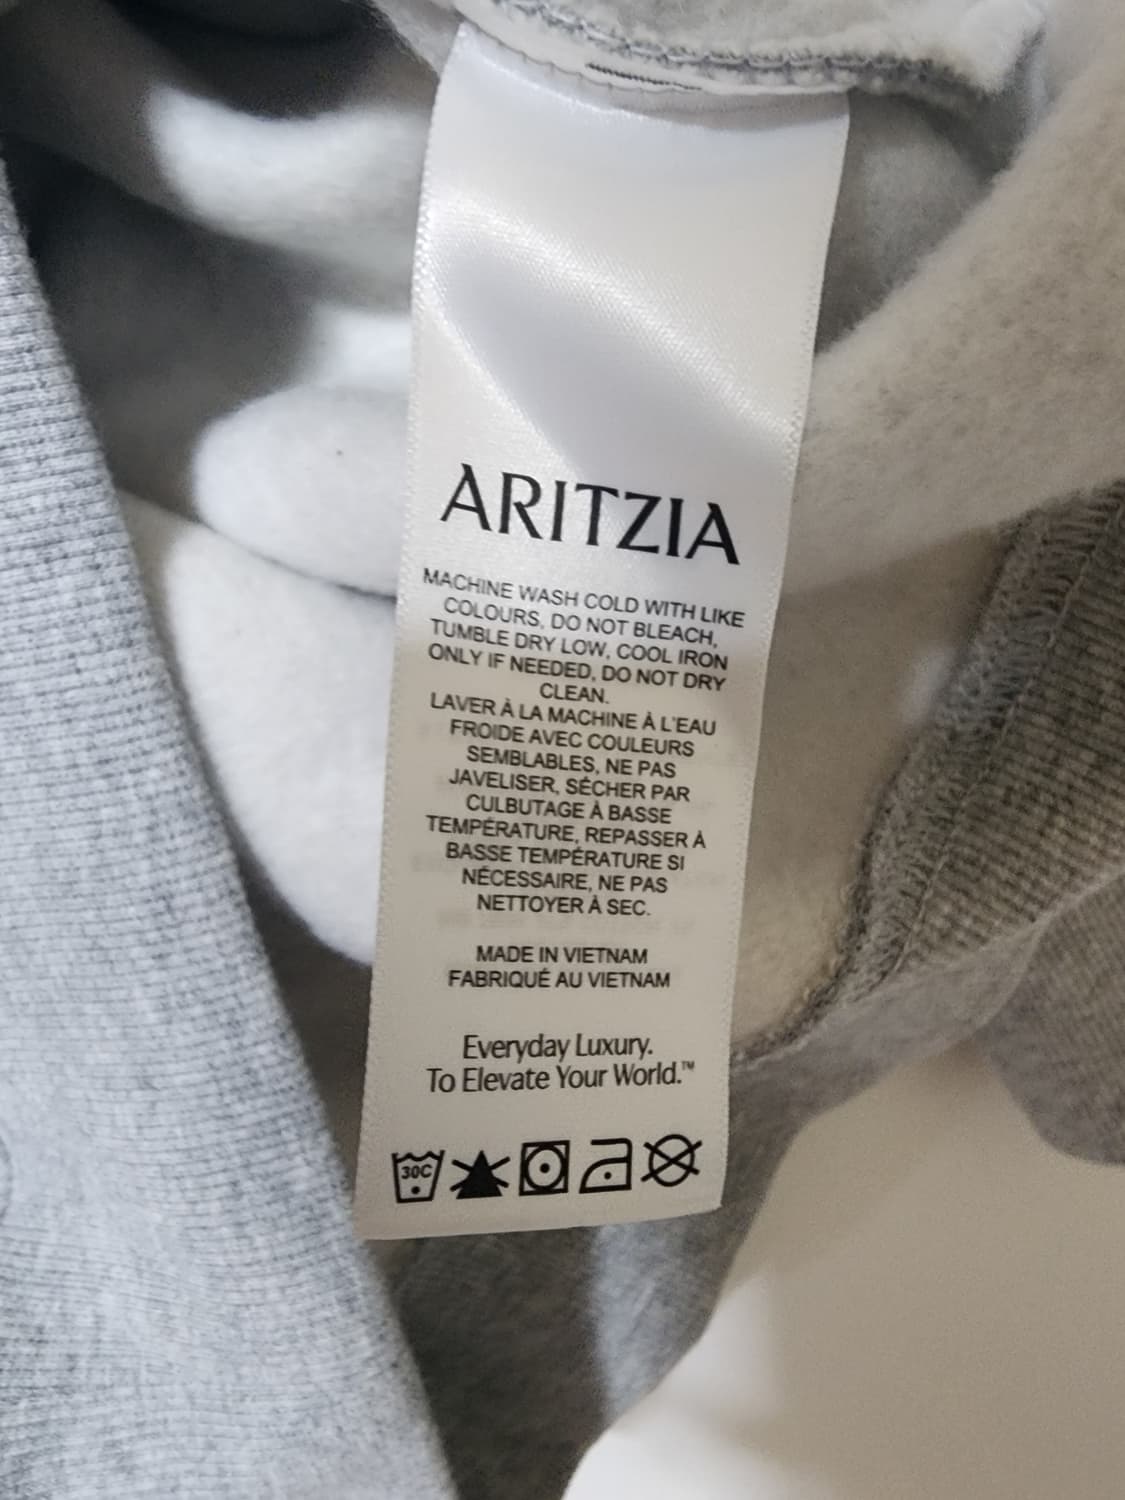 ARITZIA
MACHINE WASH COLD WITH LIKE
COLOURS, DO NOT BLEACH,
TUMBLE DRY LOW, COOL IRON
ONLY IF NEEDED, DO NOT DRY
CLEAN.
LAVER À LA MACHINE À L'EAU
FROIDE AVEC COULEURS
SEMBLABLES, NE PAS
JAVELISER, SÉCHER PAR
CULBUTAGE À BASSE
TEMPÉRATURE, REPASSER À
BASSE TEMPÉRATURE SI
NÉCESSAIRE, NE PAS
NETTOYER À SEC.
MADE IN VIETNAM
FABRIQUÉ AU VIETNAM
Everyday Luxury.
To Elevate Your World.™
30C